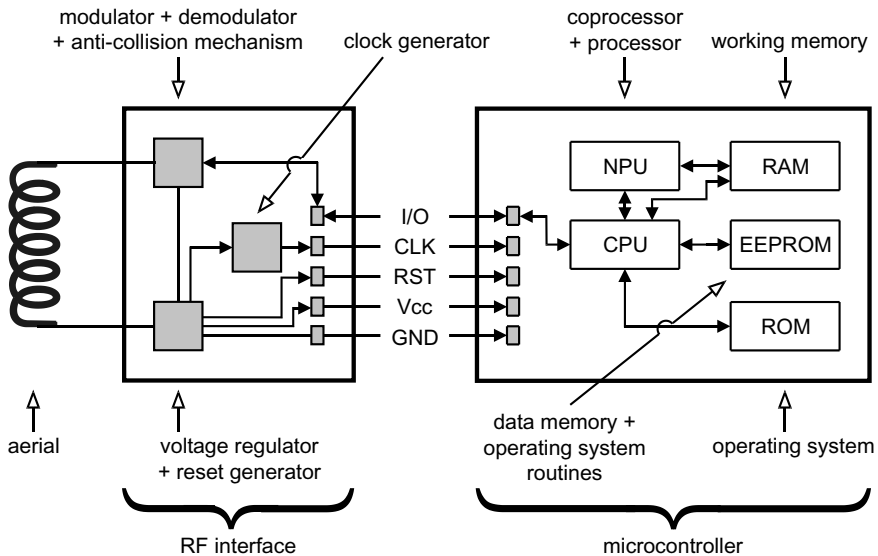 modulator + demodulator
+ anti-collision mechanism
clock generator
coprocessor
+ processor
working memory
NPU
RAM
I/O
CPU
CLK
EEPROM
RST
Vcc
GND
ROM
aerial
voltage regulator
+ reset generator
data memory +
operating system
routines
operating system
RF interface
microcontroller